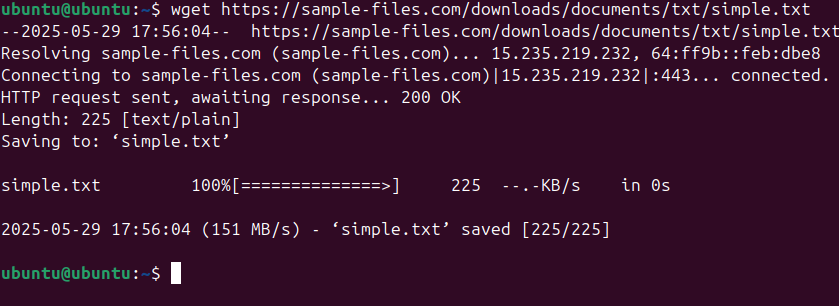 ubuntu@ubuntu:~$ wget https://sample-files.com/downloads/documents/txt/simple.txt
--2025-05-29 17:56:04--  https://sample-files.com/downloads/documents/txt/simple.txt
Resolving sample-files.com (sample-files.com)... 15.235.219.232, 64:ff9b::feb:dbe8
Connecting to sample-files.com (sample-files.com)|15.235.219.232|:443... connected.
HTTP request sent, awaiting response... 200 OK
Length: 225 [text/plain]
Saving to: ‘simple.txt’
simple.txt          100%[==============>]     225  --.-KB/s    in 0s
2025-05-29 17:56:04 (151 MB/s) - ‘simple.txt’ saved [225/225]
ubuntu@ubuntu:~$